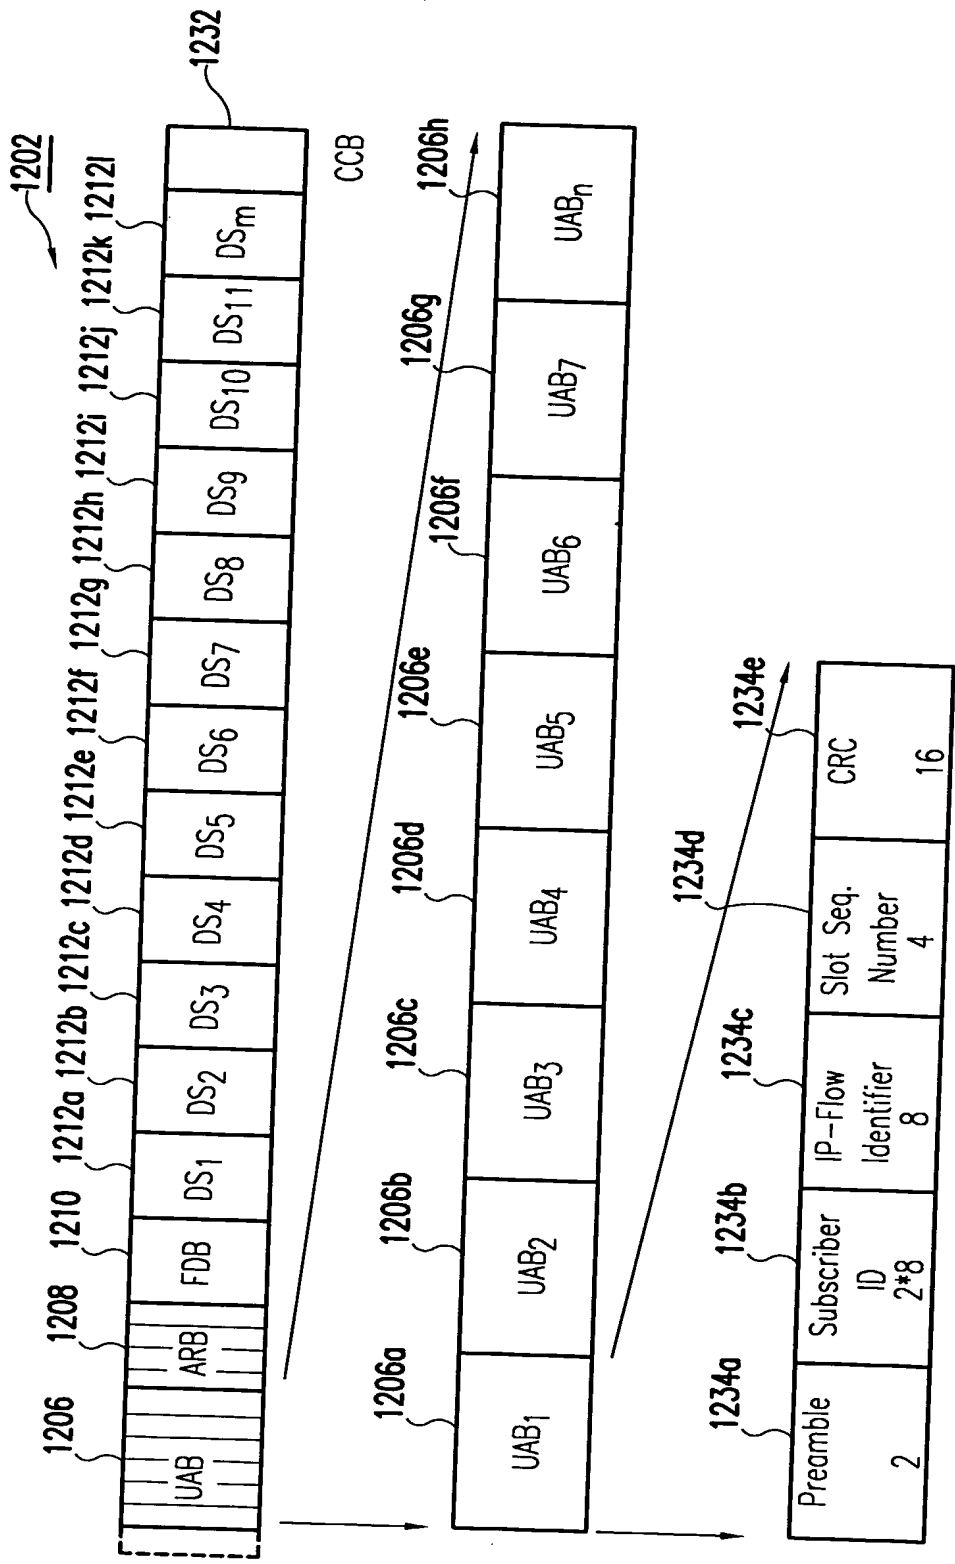 1202
1206 1208 1210 1212a 1212b 1212c 1212d 1212e 1212f 1212g 1212h 1212i 1212j 1212k 1212l 1232
UAB ARB FDB DS1 DS2 DS3 DS4 DS5 DS6 DS7 DS8 DS9 DS10 DS11 DSm
CCB
1206a 1206b 1206c 1206d 1206e 1206f 1206g 1206h
UAB1 UAB2 UAB3 UAB4 UAB5 UAB6 UAB7 UABn
1234a 1234b 1234c 1234d 1234e
Preamble
2
Subscriber
ID
2*8
IP-Flow
Identifier
8
Slot Seq.
Number
4
CRC
16